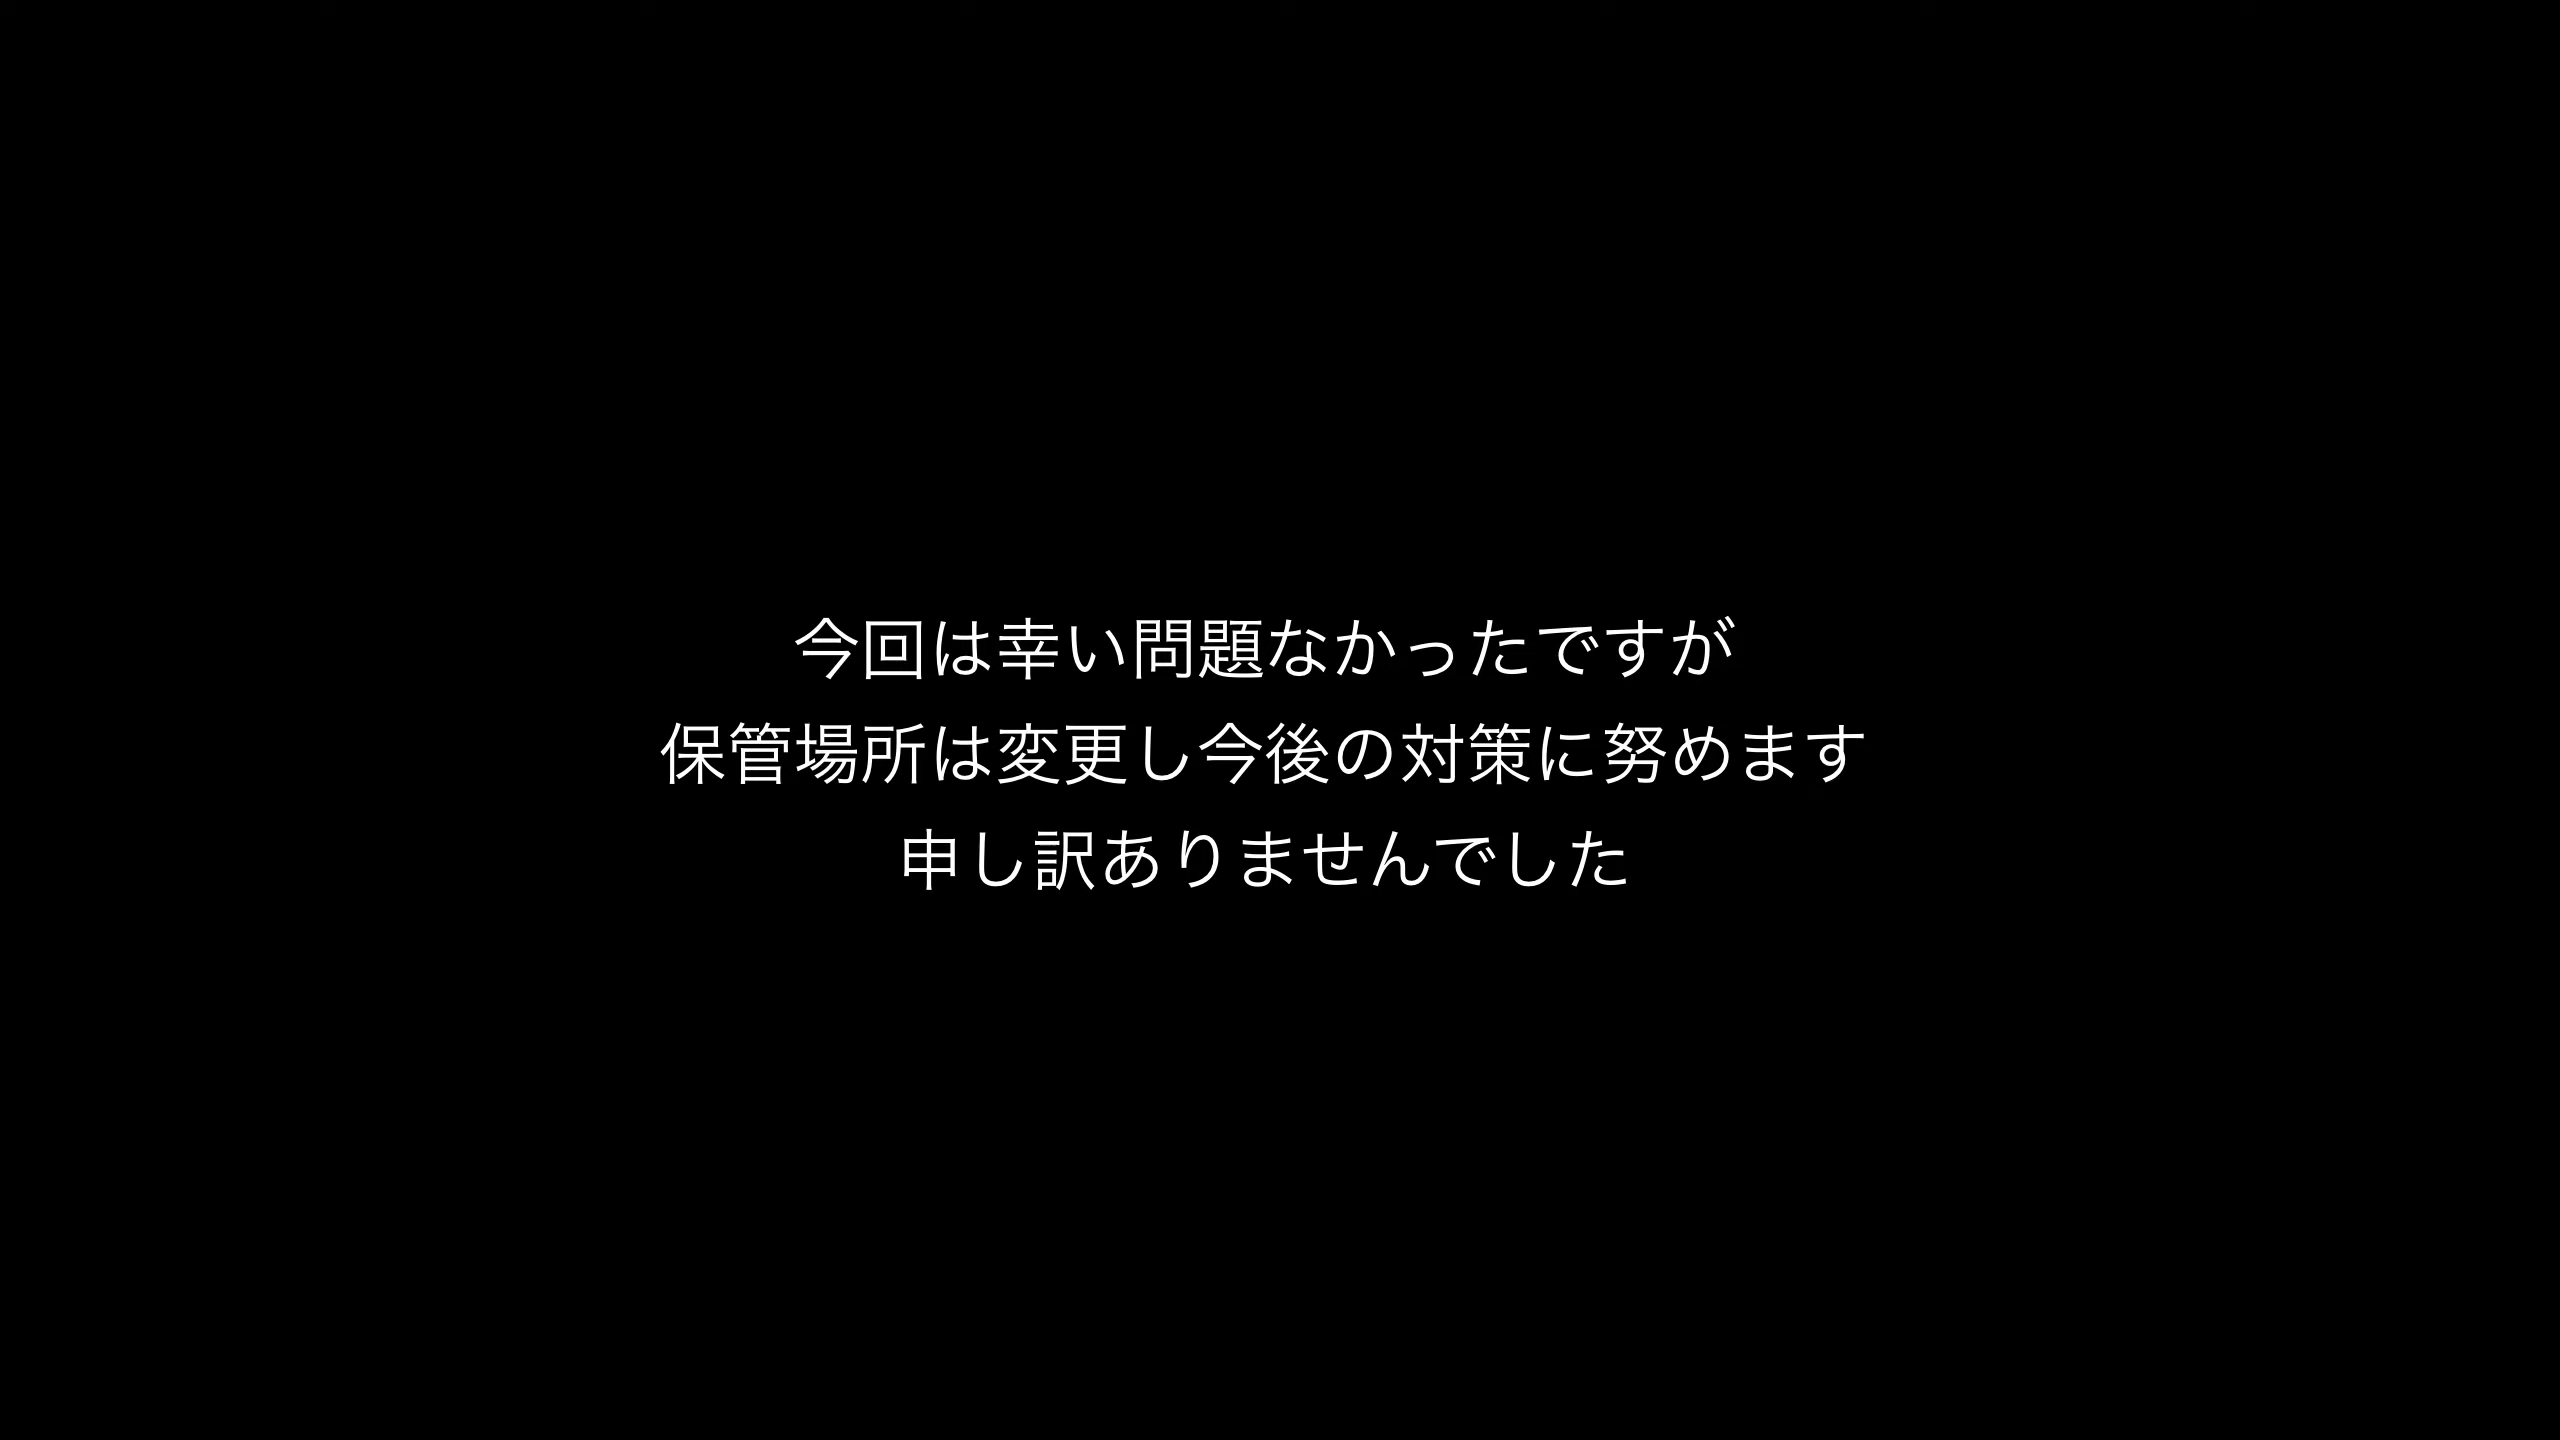 今回は幸い問題なかったですが
保管場所は変更し今後の対策に努めます
申し訳ありませんでした